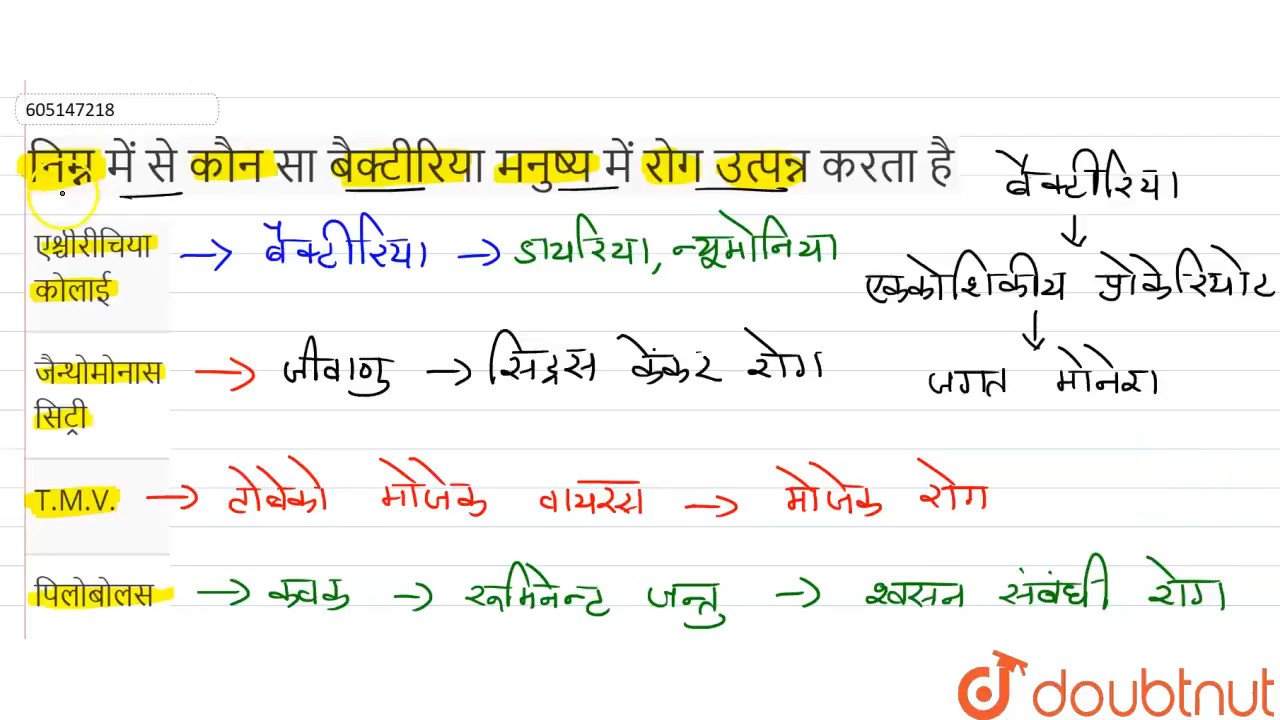 605147218
निम्न में से कौन सा बैक्टीरिया मनुष्य में रोग उत्पन्न करता है
बैक्टीरिया
↓
एककोशिकीय प्रोकेरियोट
↓
जगत मोनेरा
एश्चीरीचिया
कोलाई → बैक्टीरिया → डायरिया, न्यूमोनिया
जैन्थोमोनास
सिट्री → जीवाणु → सिट्रस केंकर रोग
T.M.V. → टोबेको मोजेक वायरस → मोजेक रोग
पिलोबोलस → कवक → रूमिनेन्ट जन्तु → श्वसन संबंधी रोग
doubtnut